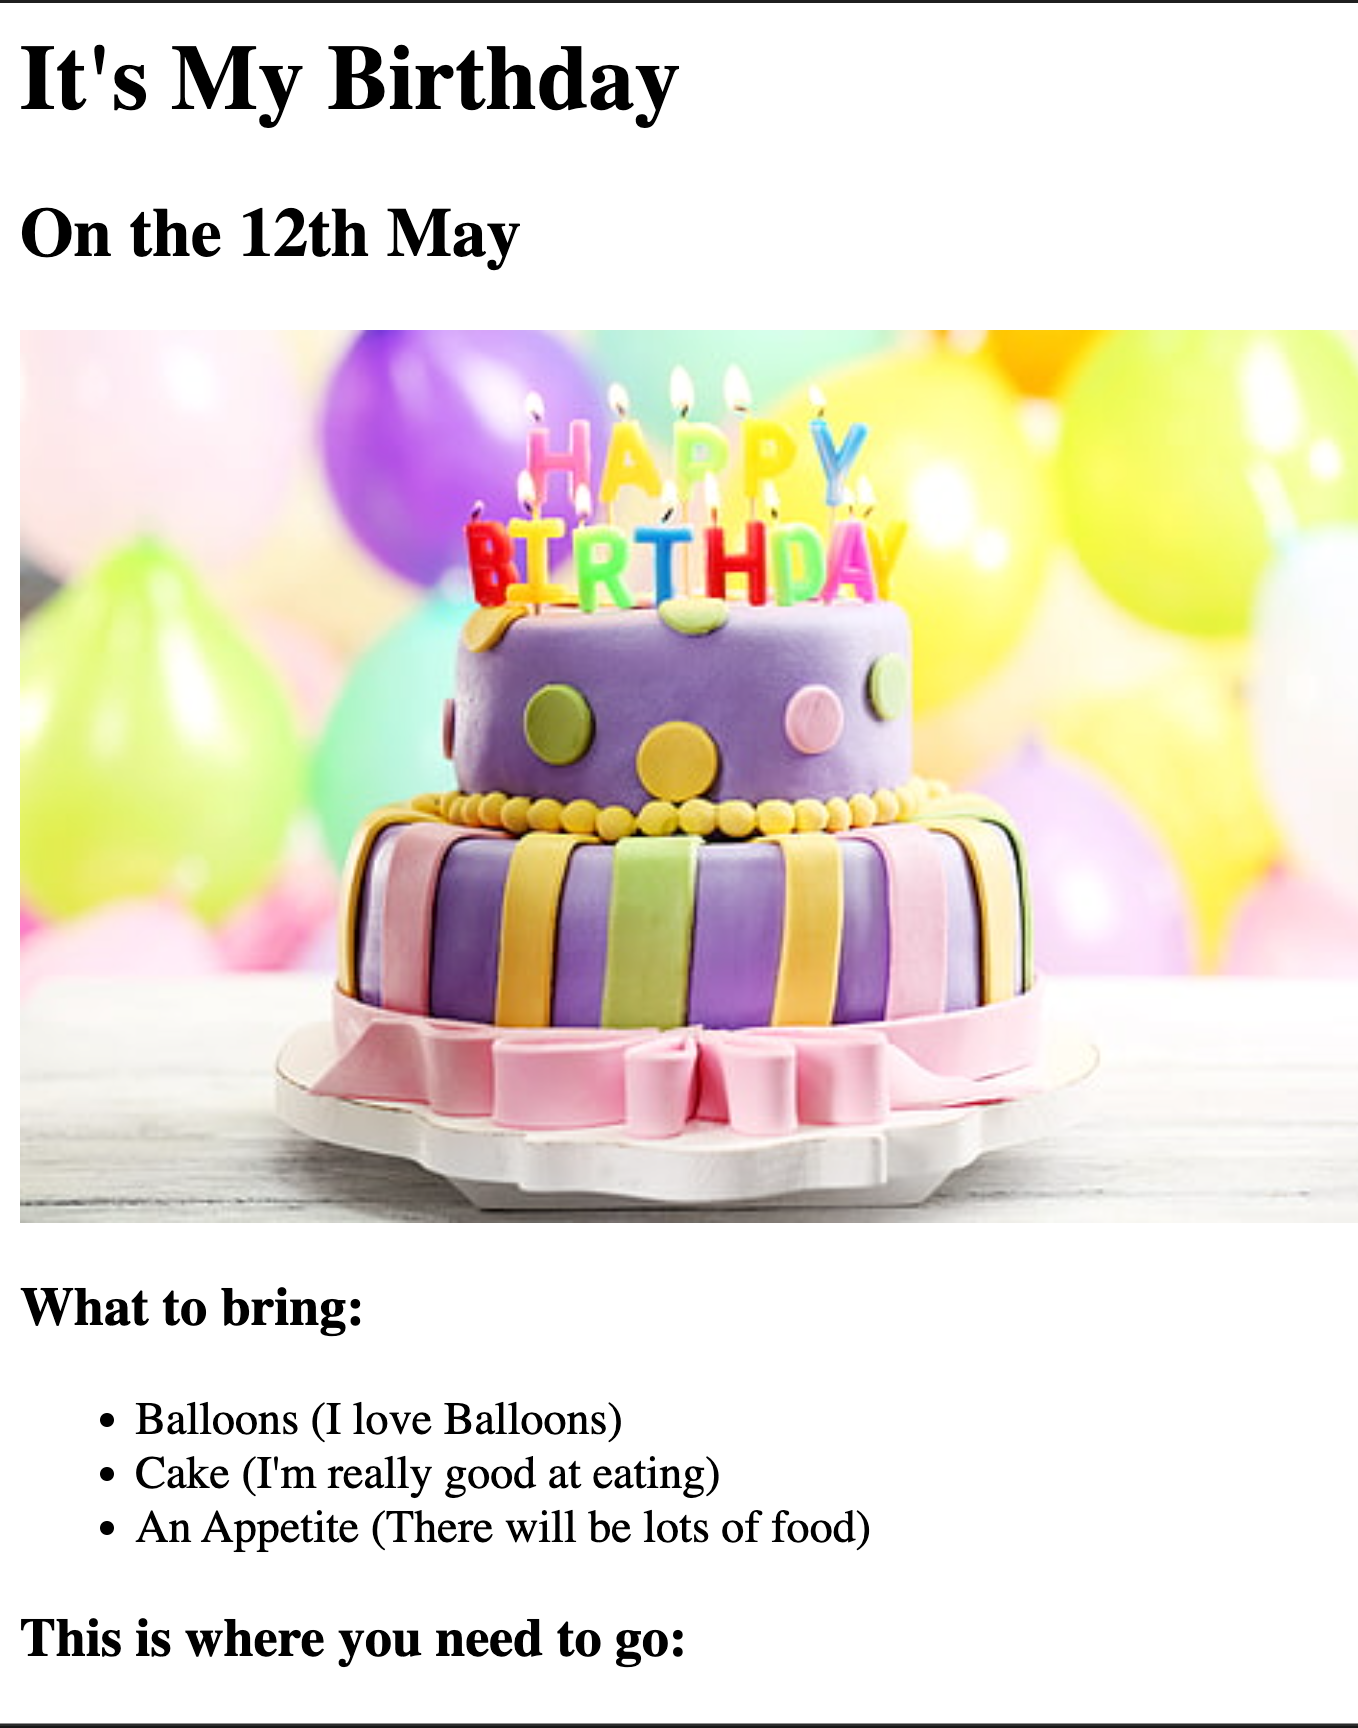 It's My Birthday
On the 12th May
HAPPY
BIRTHDAY
What to bring:
Balloons (I love Balloons)
Cake (I'm really good at eating)
An Appetite (There will be lots of food)
This is where you need to go: